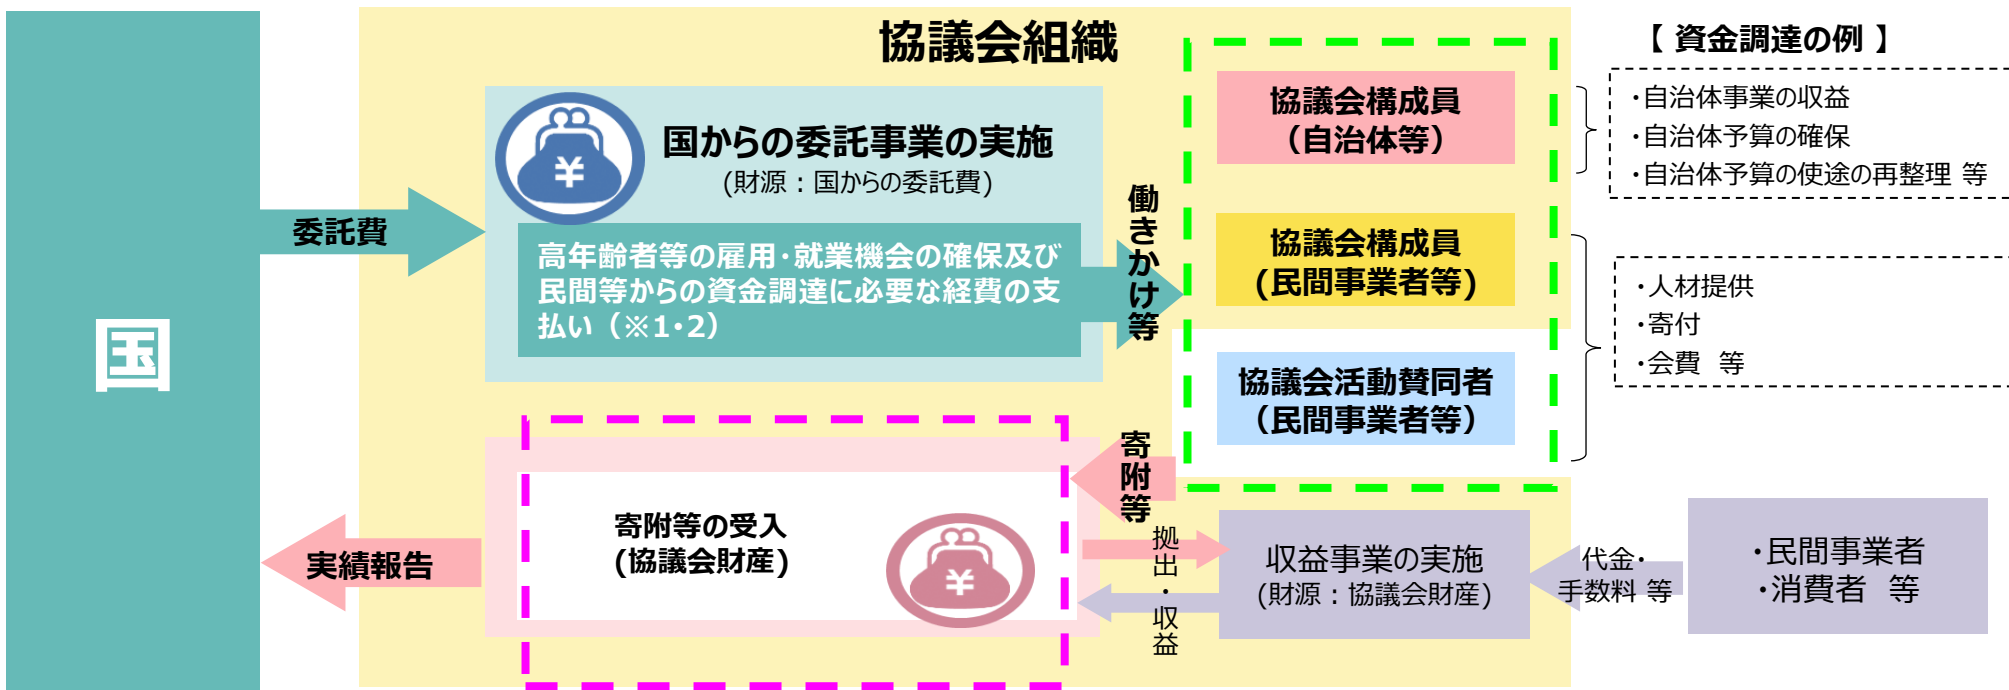 協議会組織
国
委託費
国からの委託事業の実施
(財源：国からの委託費)
高年齢者等の雇用・就業機会の確保及び
民間等からの資金調達に必要な経費の支
払い（※1・2）
働きかけ等
協議会構成員
（自治体等）
協議会構成員
(民間事業者等)
協議会活動賛同者
（民間事業者等）
【 資金調達の例 】
・自治体事業の収益
・自治体予算の確保
・自治体予算の使途の再整理 等
・人材提供
・寄付
・会費 等
寄附等
寄附等の受入
(協議会財産)
実績報告
拠出・収益
収益事業の実施
(財源：協議会財産)
代金・
手数料 等
・民間事業者
・消費者 等
¥
¥